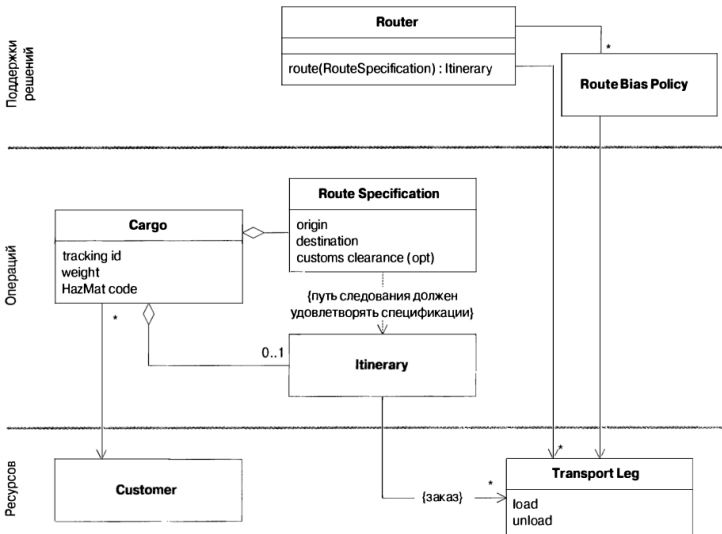 Поддержки
решений
Router
route(RouteSpecification) : Itinerary
*
Route Bias Policy
Операций
Route Specification
origin
destination
customs clearance (opt)
Cargo
tracking id
weight
HazMat code
*
{путь следования должен
удовлетворять спецификации}
0..1
Itinerary
Ресурсов
Customer
*
Transport Leg
load
unload
*
{заказ}